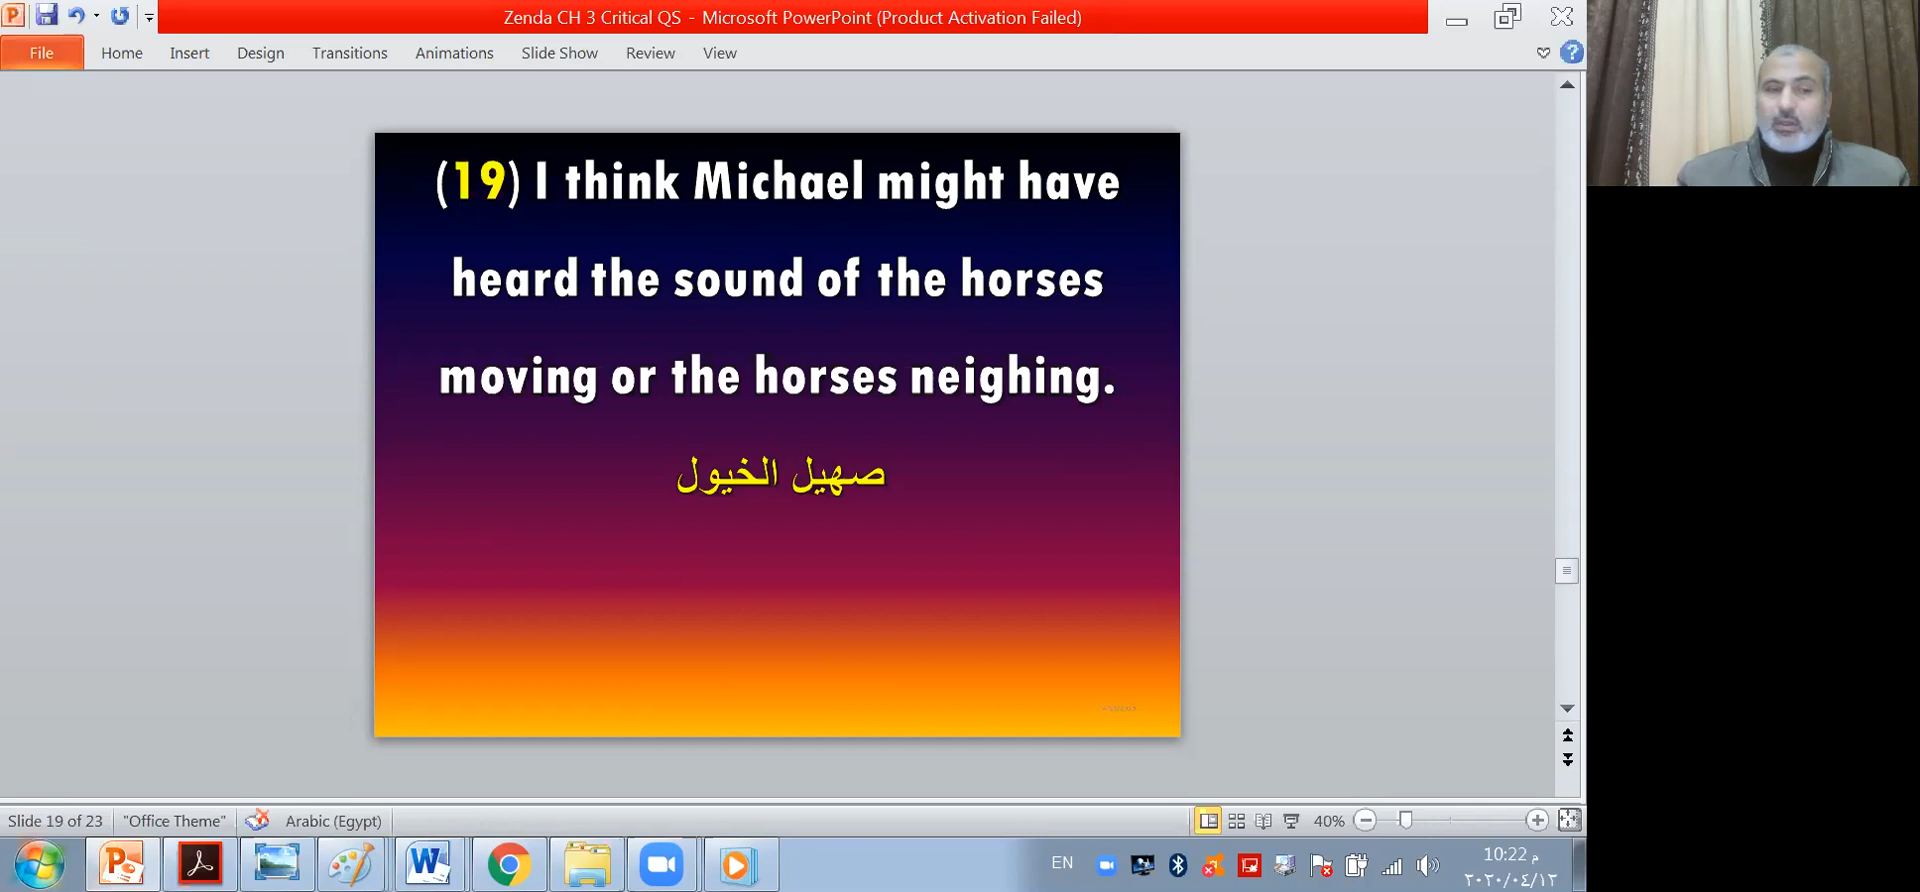 Zenda CH 3 Critical QS - Microsoft PowerPoint (Product Activation Failed)
File Home Insert Design Slide Show Transitions Animations Review View
(19) I think Michael might have
heard the sound of the horses
moving or the horses neighing.
صهيل الخيول
Slide 19 of 23 "Office Theme" Arabic (Egypt) 40%
EN
10:22 م
٢٠٢٠/٠٤/١٢